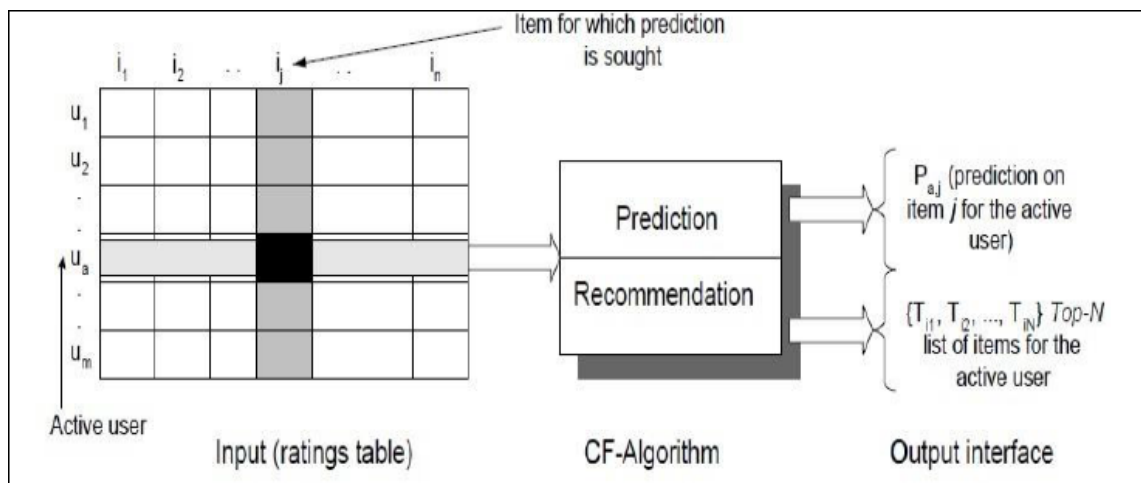 Item for which prediction
is sought
i1 i2 . . ij . . in
u1
u2
.
.
ua
.
.
um
Active user
Prediction
Recommendation
Pa,j (prediction on
item j for the active
user)
{Ti1, Ti2, ..., TiN} Top-N
list of items for the
active user
Input (ratings table) CF-Algorithm Output interface